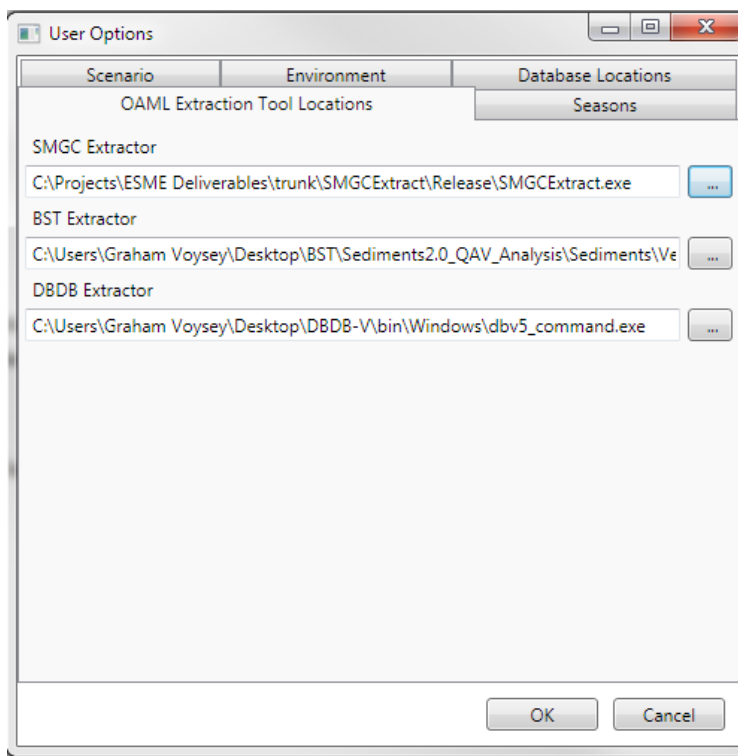 User Options
Scenario Environment Database Locations
OAML Extraction Tool Locations Seasons
SMGC Extractor
C:\Projects\ESME Deliverables\trunk\SMGCExtract\Release\SMGCExtract.exe ...
BST Extractor
C:\Users\Graham Voysey\Desktop\BST\Sediments2.0_QAV_Analysis\Sediments\Ve ...
DBDB Extractor
C:\Users\Graham Voysey\Desktop\DBDB-V\bin\Windows\dbv5_command.exe ...
OK Cancel